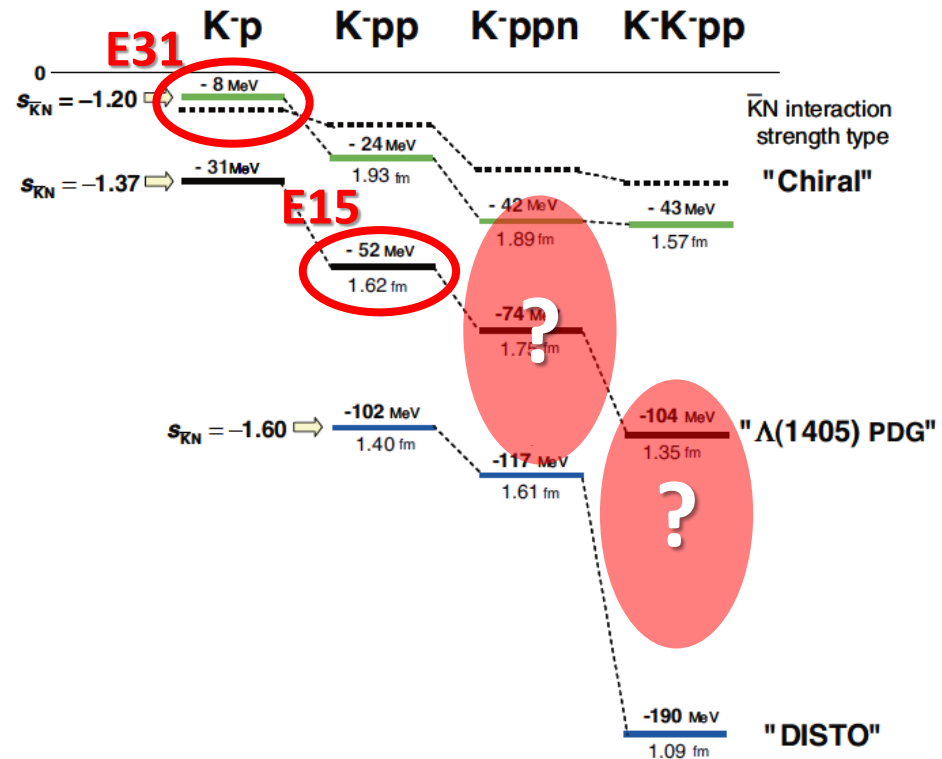 K⁻p K⁻pp K⁻ppn K⁻K⁻pp
E31
0
- 8 MeV
s_K̅N = −1.20
K̅N interaction
strength type
- 24 MeV
1.93 fm
"Chiral"
- 31 MeV
s_K̅N = −1.37
E15
- 42 MeV
1.89 fm
- 43 MeV
1.57 fm
- 52 MeV
1.62 fm
?
-74 MeV
1.75 fm
-102 MeV
s_K̅N = −1.60
1.40 fm
-104 MeV
1.35 fm
"Λ(1405) PDG"
-117 MeV
1.61 fm
?
-190 MeV
1.09 fm
"DISTO"